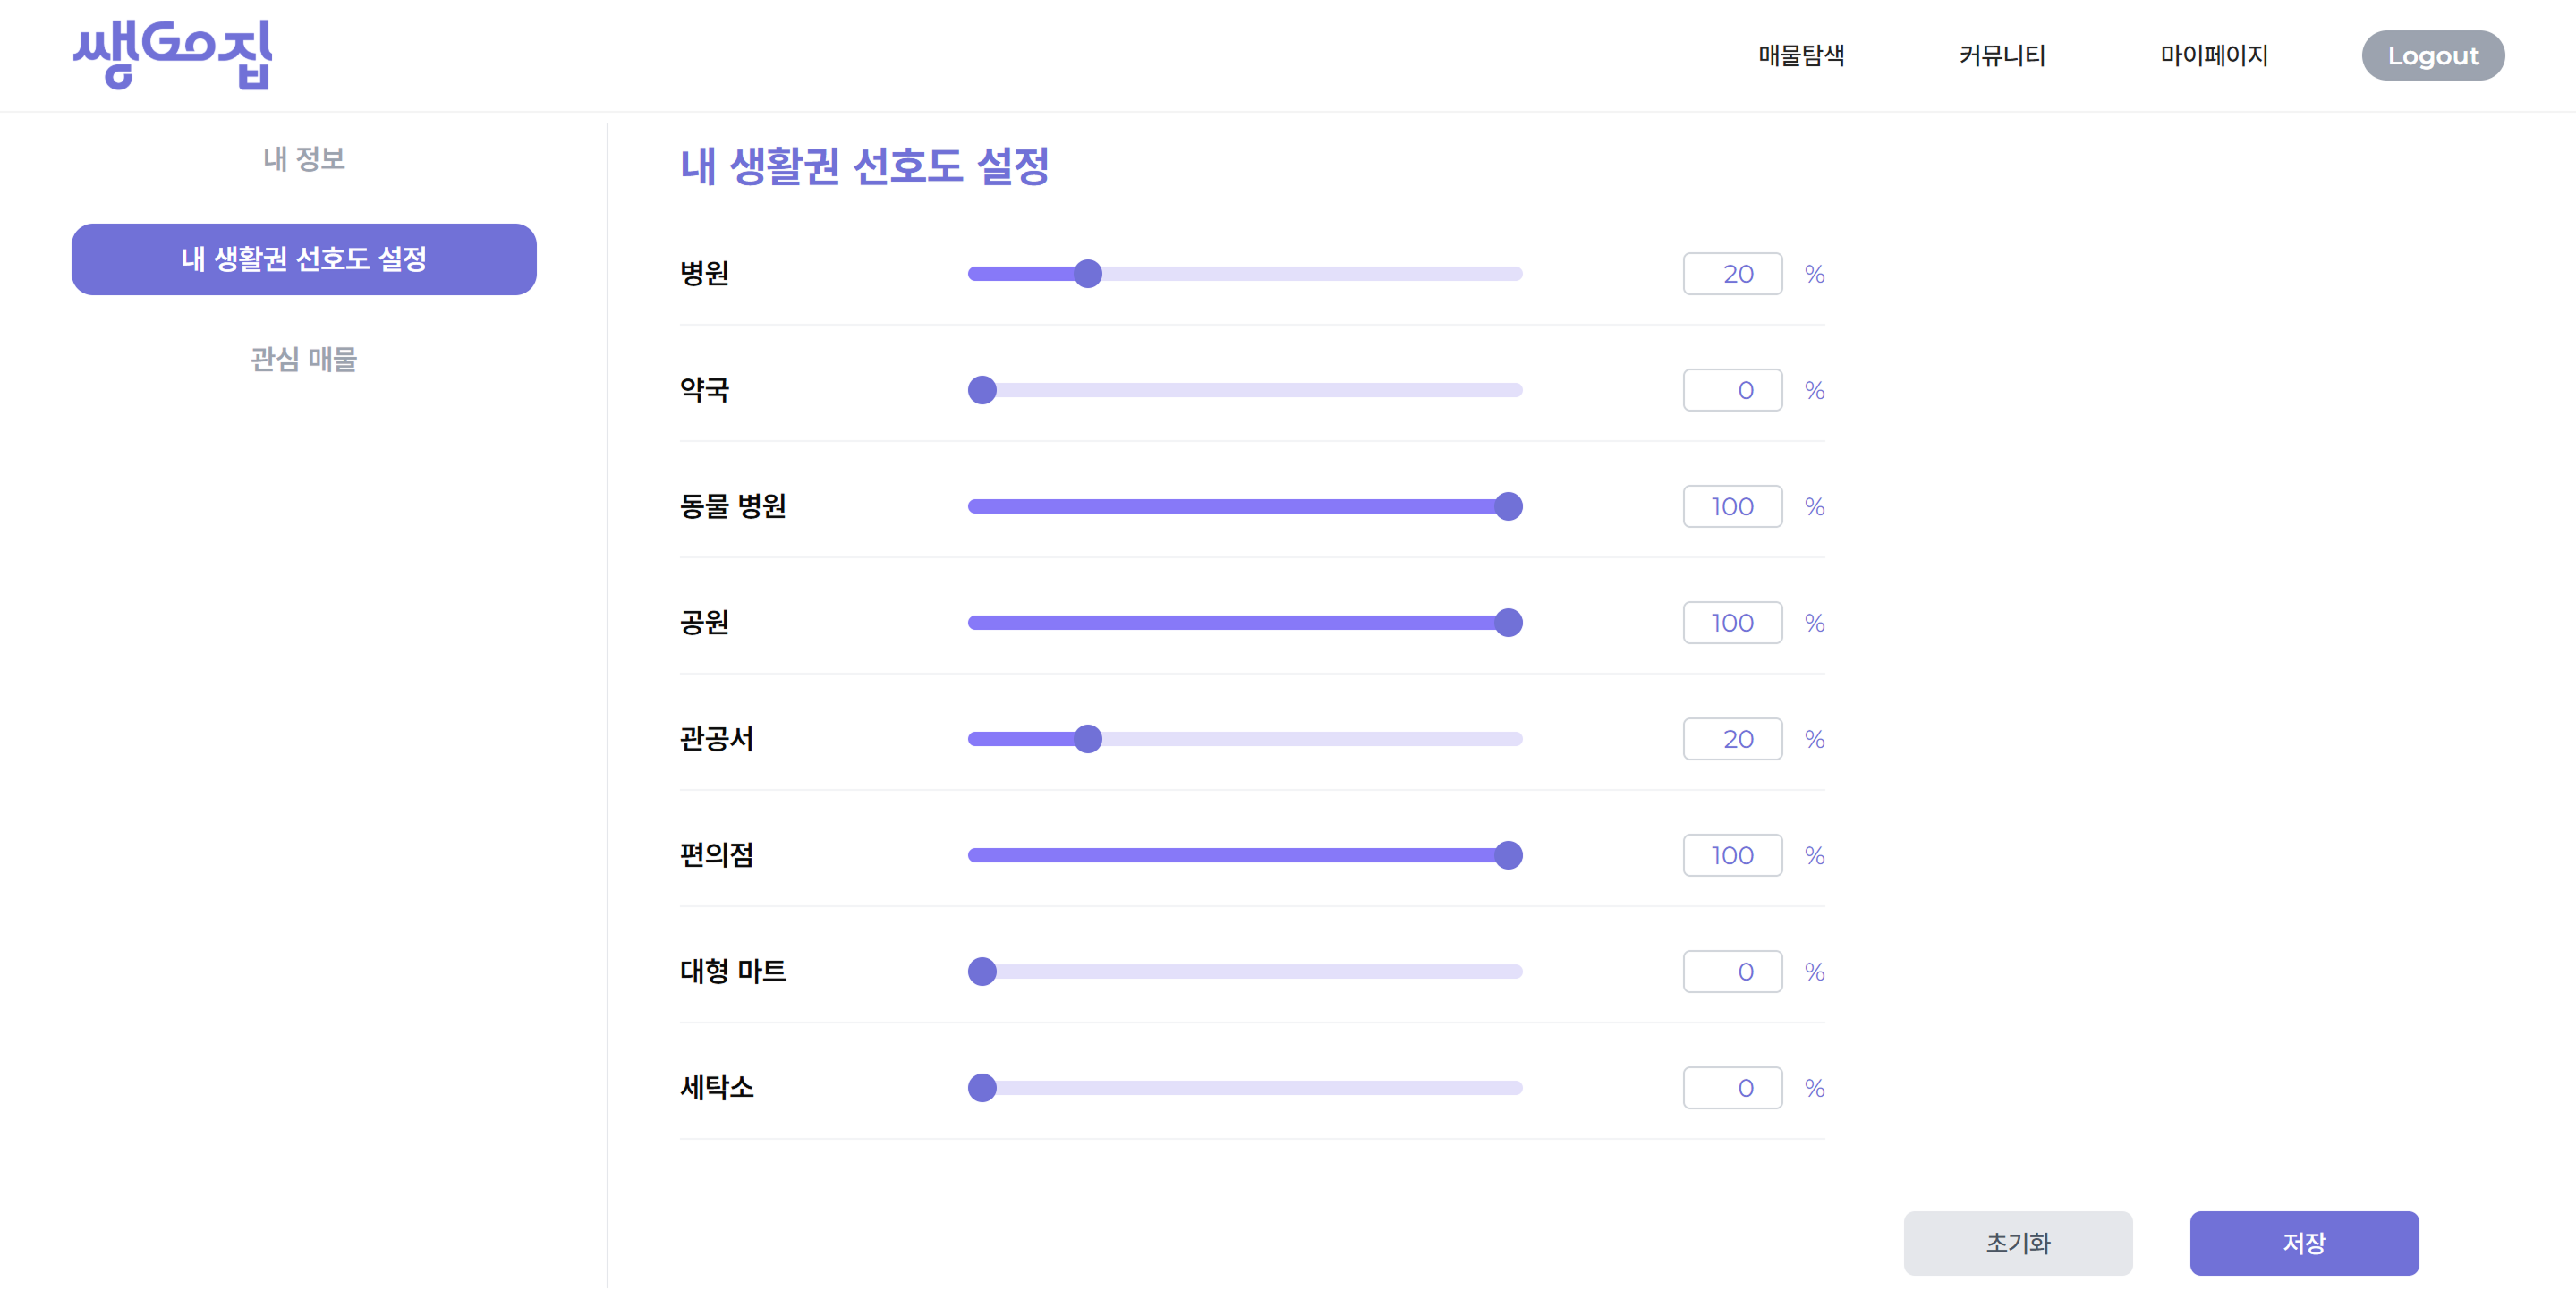 쌩Go집
매물탐색 커뮤니티 마이페이지 Logout
내 정보
내 생활권 선호도 설정
관심 매물
내 생활권 선호도 설정
병원 20 %
약국 0 %
동물 병원 100 %
공원 100 %
관공서 20 %
편의점 100 %
대형 마트 0 %
세탁소 0 %
초기화 저장